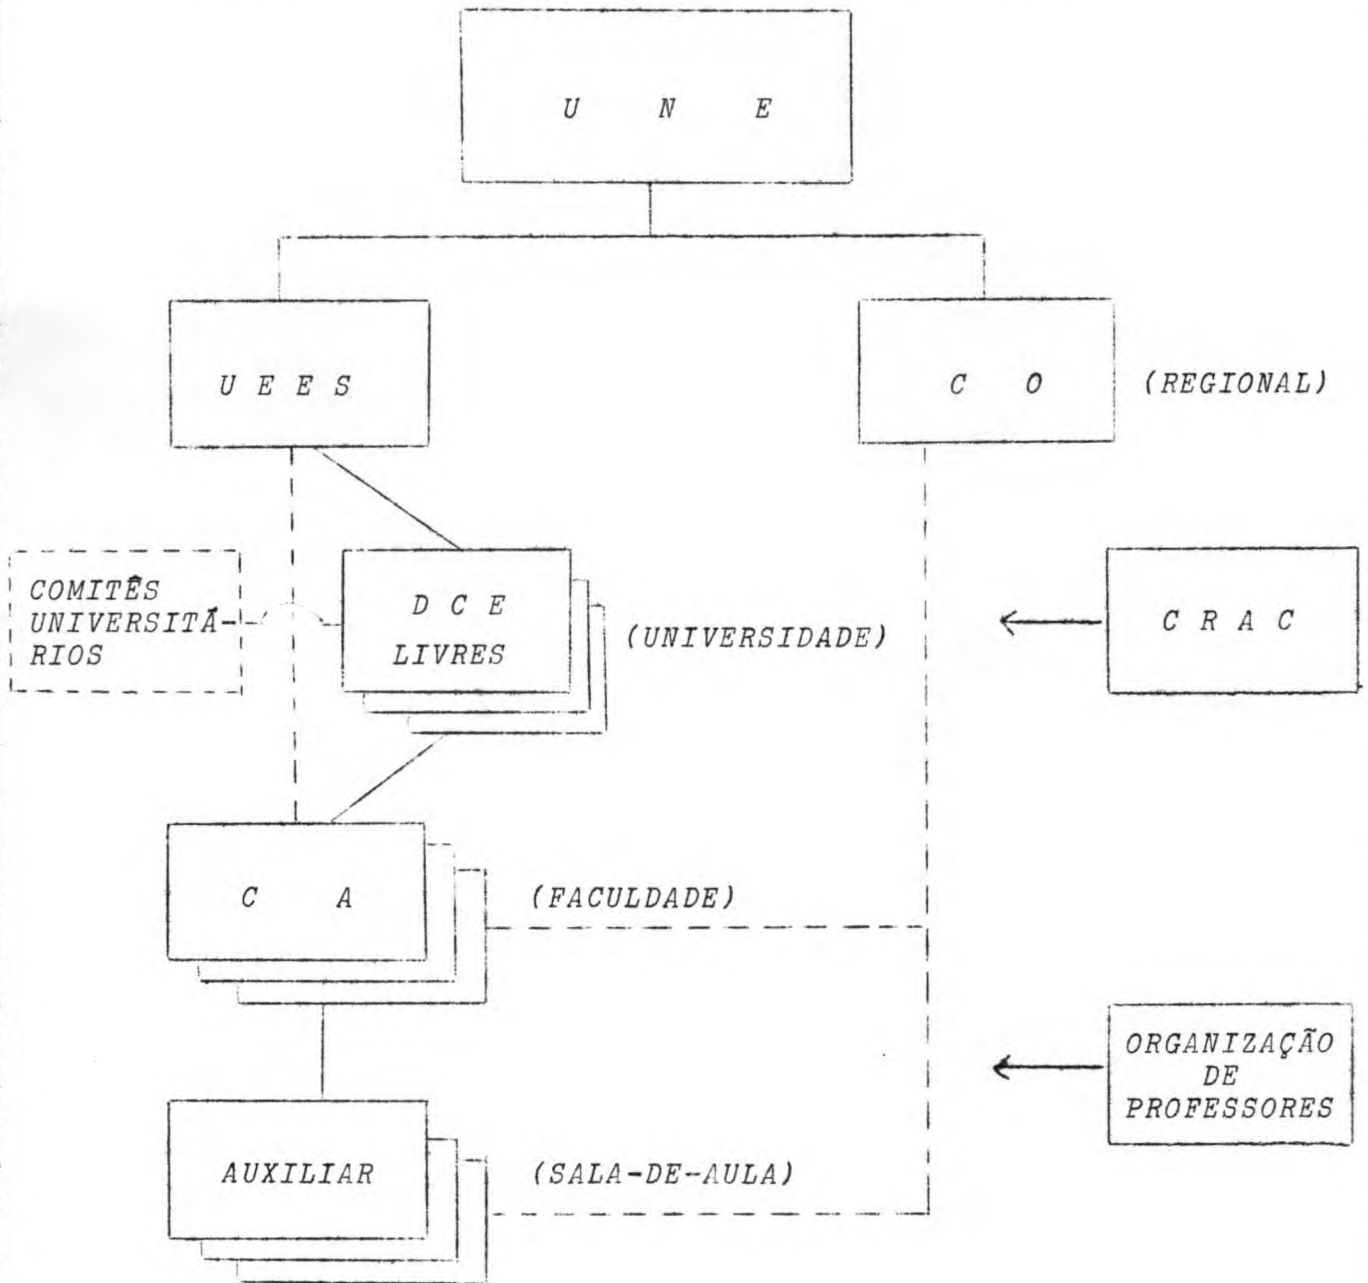 U N E
U E E S
C O (REGIONAL)
COMITÊS
UNIVERSITÁ-
RIOS
D C E
LIVRES
(UNIVERSIDADE)
C R A C
C A
(FACULDADE)
ORGANIZAÇÃO
DE
PROFESSORES
AUXILIAR
(SALA-DE-AULA)